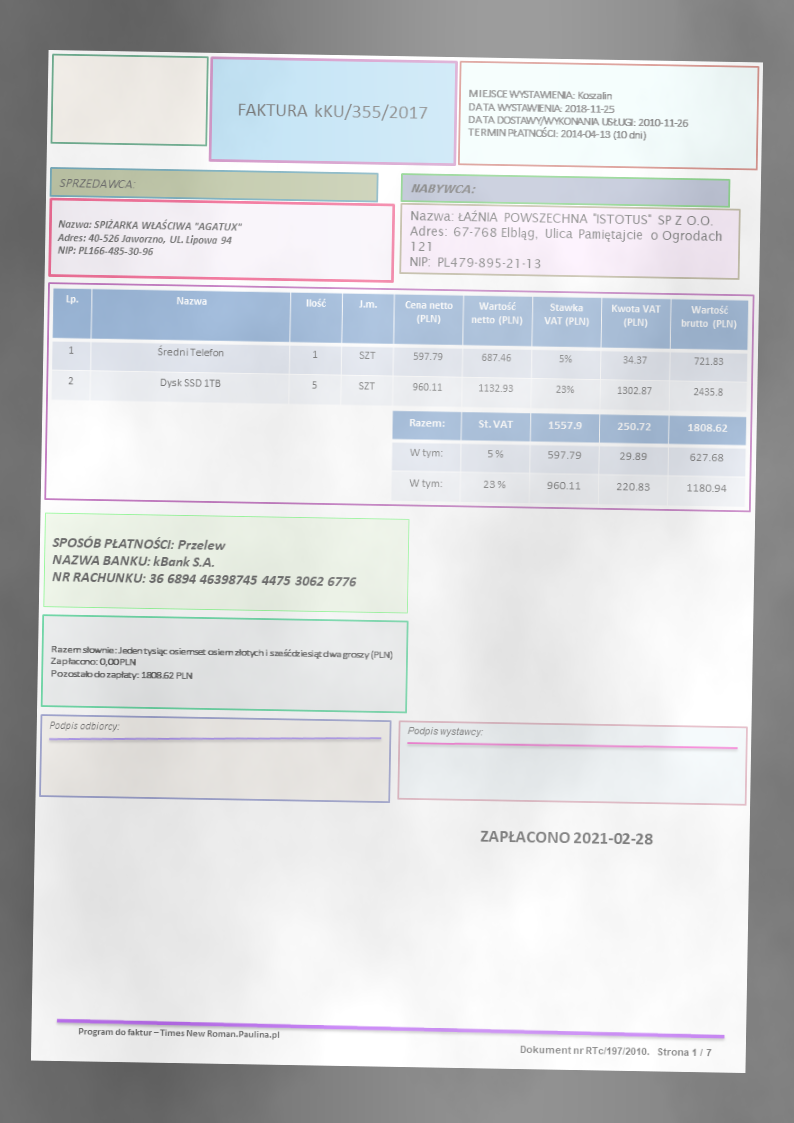 FAKTURA kKU/355/2017
MIEJSCE WYSTAWIENIA: Koszalin
DATA WYSTAWIENIA: 2018-11-25
DATA DOSTAWY/WYKONANIA USŁUGI: 2010-11-26
TERMIN PŁATNOŚCI: 2014-04-13 (10 dni)
SPRZEDAWCA:
Nazwa: SPIŻARKA WŁAŚCIWA "AGATUX"
Adres: 40-526 Jaworzno, UL. Lipowa 94
NIP: PL166-485-30-96
NABYWCA:
Nazwa: ŁAŹNIA POWSZECHNA "ISTOTUS" SP Z O.O.
Adres: 67-768 Elbląg, Ulica Pamiętajcie o Ogrodach
121
NIP: PL479-895-21-13
Lp. Nazwa Ilość J.m. Cena netto (PLN) Wartość netto (PLN) Stawka VAT (PLN) Kwota VAT (PLN) Wartość brutto (PLN)
1 Średni Telefon 1 SZT 597.79 687.46 5% 34.37 721.83
2 Dysk SSD 1TB 5 SZT 960.11 1132.93 23% 1302.87 2435.8
Razem: St. VAT 1557.9 250.72 1808.62
W tym: 5 % 597.79 29.89 627.68
W tym: 23 % 960.11 220.83 1180.94
SPOSÓB PŁATNOŚCI: Przelew
NAZWA BANKU: kBank S.A.
NR RACHUNKU: 36 6894 46398745 4475 3062 6776
Razem słownie: Jeden tysiąc osiemset osiem złotych i sześćdziesiąt dwa groszy (PLN)
Zapłacono: 0,00 PLN
Pozostało do zapłaty: 1808.62 PLN
Podpis odbiorcy:
Podpis wystawcy:
ZAPŁACONO 2021-02-28
Program do faktur – Times New Roman.Paulina.pl
Dokument nr RTc/197/2010. Strona 1 / 7